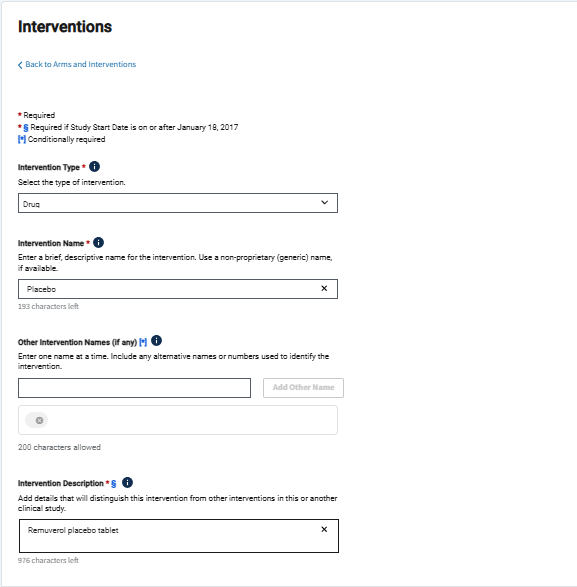 Interventions
Back to Arms and Interventions
* Required
* § Required if Study Start Date is on or after January 18, 2017
[*] Conditionally required
Intervention Type *
Select the type of intervention.
Drug
Intervention Name *
Enter a brief, descriptive name for the intervention. Use a non-proprietary (generic) name,
if available.
Placebo
193 characters left
Other Intervention Names (if any) [*]
Enter one name at a time. Include any alternative names or numbers used to identify the
intervention.
Add Other Name
200 characters allowed
Intervention Description * §
Add details that will distinguish this intervention from other interventions in this or another
clinical study.
Remuverol placebo tablet
976 characters left